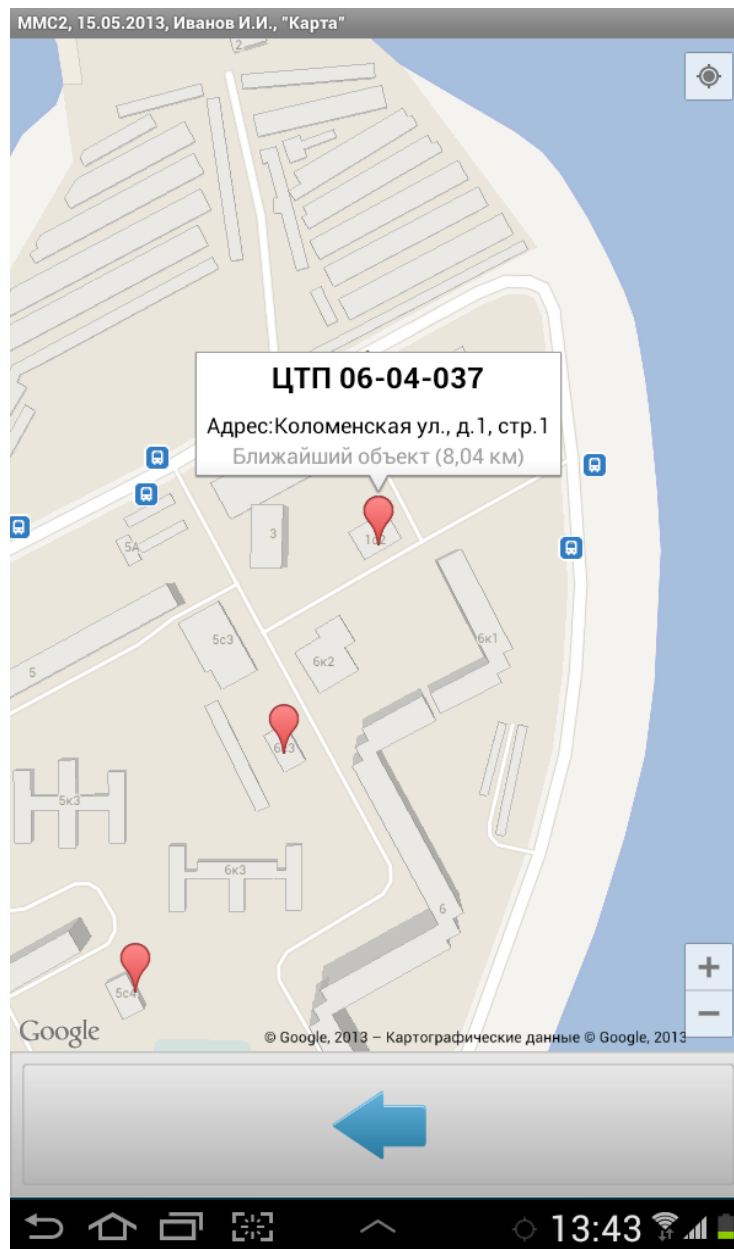 ММС2, 15.05.2013, Иванов И.И., "Карта"
2
ЦТП 06-04-037
Адрес:Коломенская ул., д.1, стр.1
Ближайший объект (8,04 км)
3
1с2
5А
5с3
6к1
6к2
5
5к3
6к3
6
5с4
Google
© Google, 2013 – Картографические данные © Google, 2013
+
−
13:43